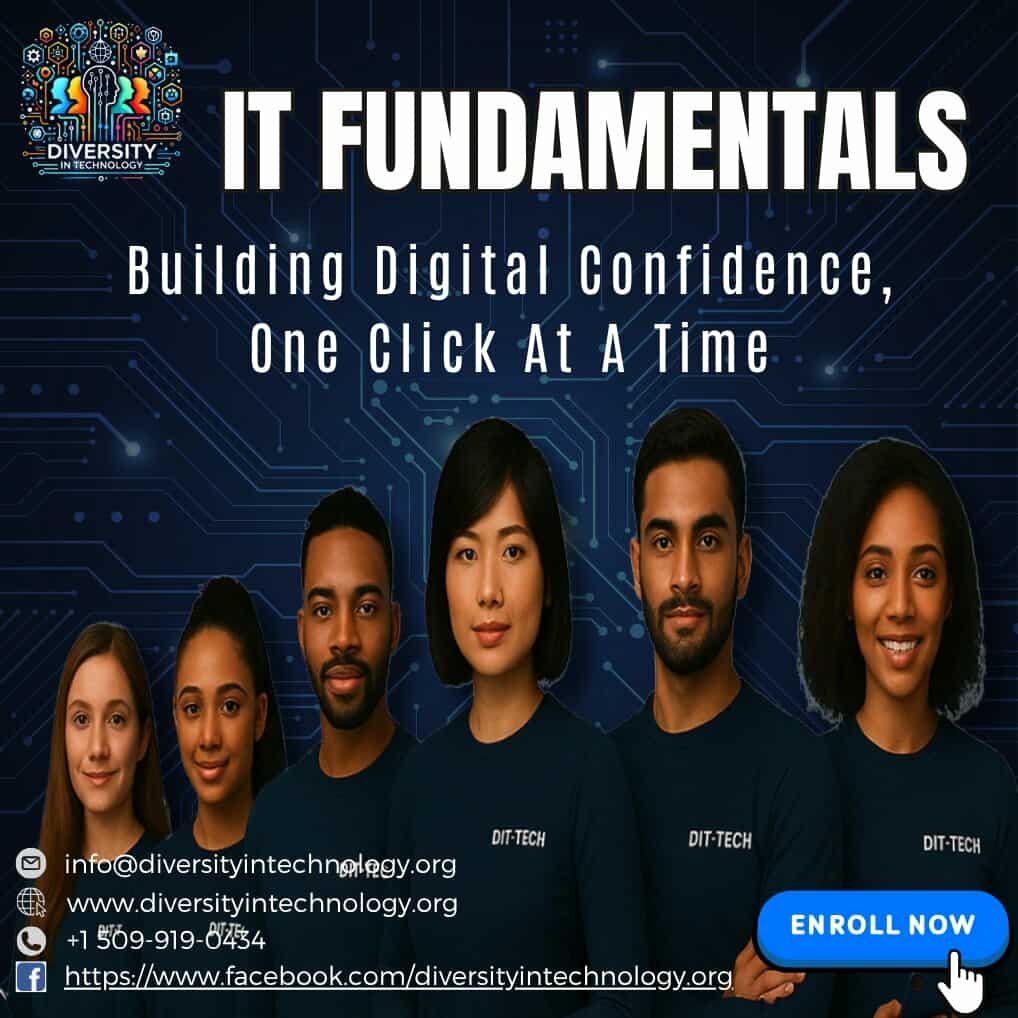 DIVERSITY
IN TECHNOLOGY
IT FUNDAMENTALS
Building Digital Confidence,
One Click At A Time
DIT-TECH
DIT-TECH
DIT-TECH
info@diversityintechnology.org
www.diversityintechnology.org
+1 509-919-0434
https://www.facebook.com/diversityintechnology.org
ENROLL NOW